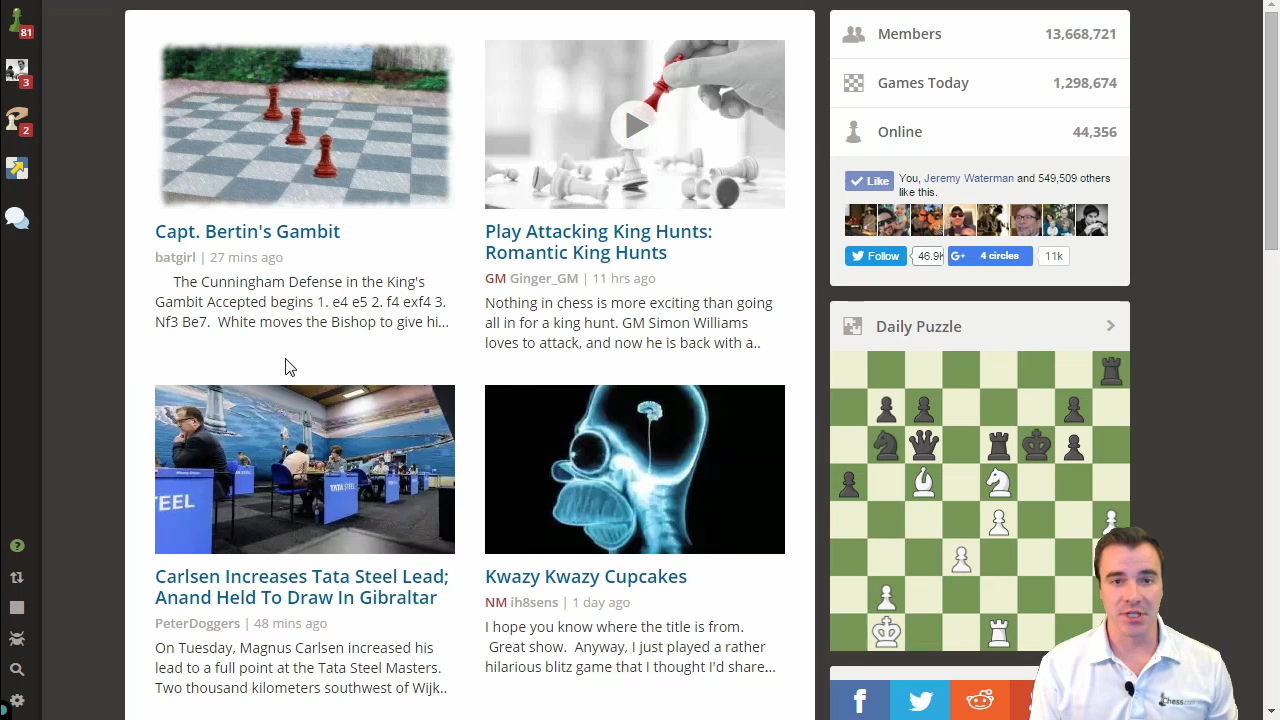 81
3
2
Capt. Bertin's Gambit
batgirl | 27 mins ago
The Cunningham Defense in the King's
Gambit Accepted begins 1. e4 e5 2. f4 exf4 3.
Nf3 Be7.  White moves the Bishop to give hi...
Play Attacking King Hunts:
Romantic King Hunts
GM Ginger_GM | 11 hrs ago
Nothing in chess is more exciting than going
all in for a king hunt. GM Simon Williams
loves to attack, and now he is back with a..
STEEL
TATA STEEL
Carlsen Increases Tata Steel Lead;
Anand Held To Draw In Gibraltar
PeterDoggers | 48 mins ago
On Tuesday, Magnus Carlsen increased his
lead to a full point at the Tata Steel Masters.
Two thousand kilometers southwest of Wijk..
Kwazy Kwazy Cupcakes
NM ih8sens | 1 day ago
I hope you know where the title is from.
Great show.  Anyway, I just played a rather
hilarious blitz game that I thought I'd share...
Members 13,668,721
Games Today 1,298,674
Online 44,356
Like You, Jeremy Waterman and 549,509 others
like this.
Follow 46.9K G+ 4 circles 11k
Daily Puzzle
Chess.com